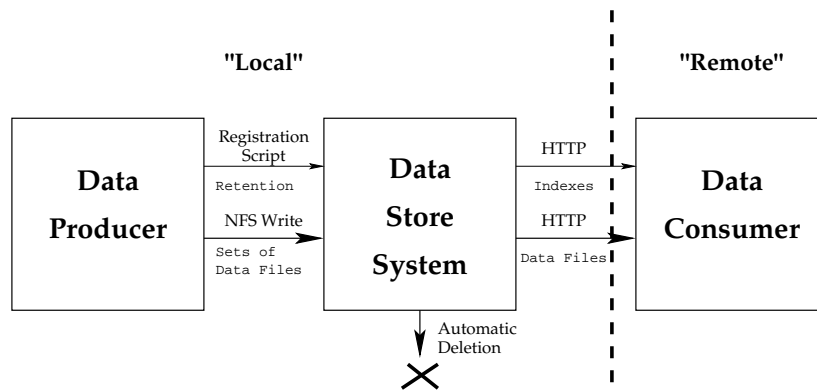 "Local"
"Remote"
Data
Producer
Registration
Script
Retention
NFS Write
Sets of
Data Files
Data
Store
System
HTTP
Indexes
HTTP
Data Files
Data
Consumer
Automatic
Deletion